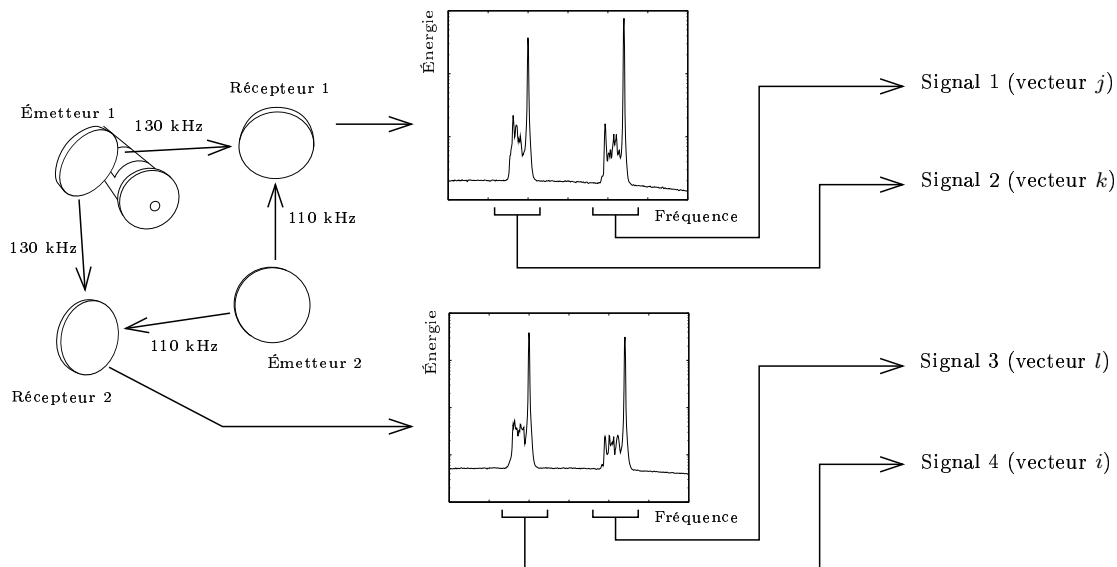 Émetteur 1
130 kHz
Récepteur 1
130 kHz
110 kHz
110 kHz
Récepteur 2
Émetteur 2
Énergie
Fréquence
Énergie
Fréquence
Signal 1 (vecteur j)
Signal 2 (vecteur k)
Signal 3 (vecteur l)
Signal 4 (vecteur i)